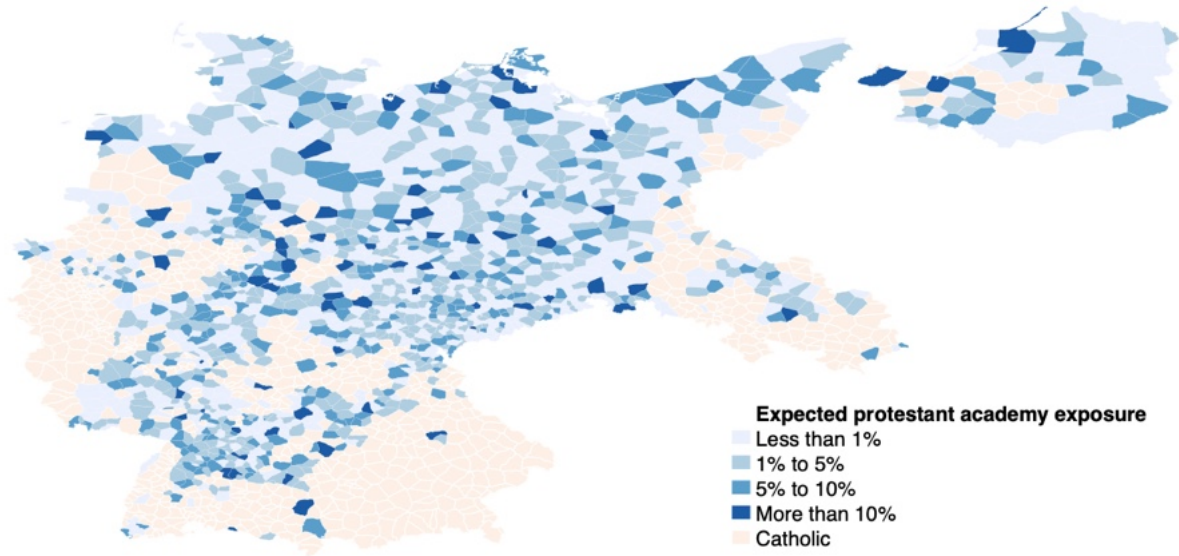 Expected protestant academy exposure
Less than 1%
1% to 5%
5% to 10%
More than 10%
Catholic